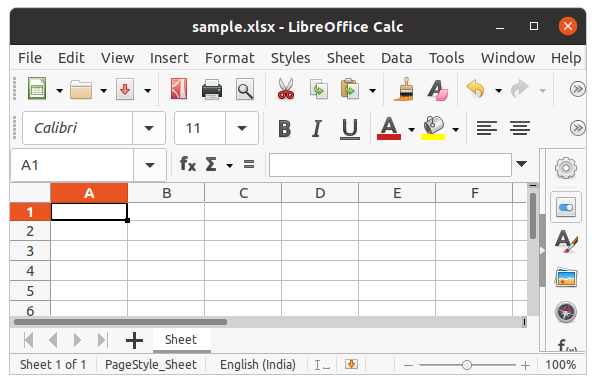 sample.xlsx - LibreOffice Calc
File Edit View Insert Format Styles Sheet Data Tools Window Help
Calibri 11 B I U A
A1 fx Σ =
A B C D E F
1
2
3
4
5
6
Sheet
Sheet 1 of 1 PageStyle_Sheet English (India) 100%